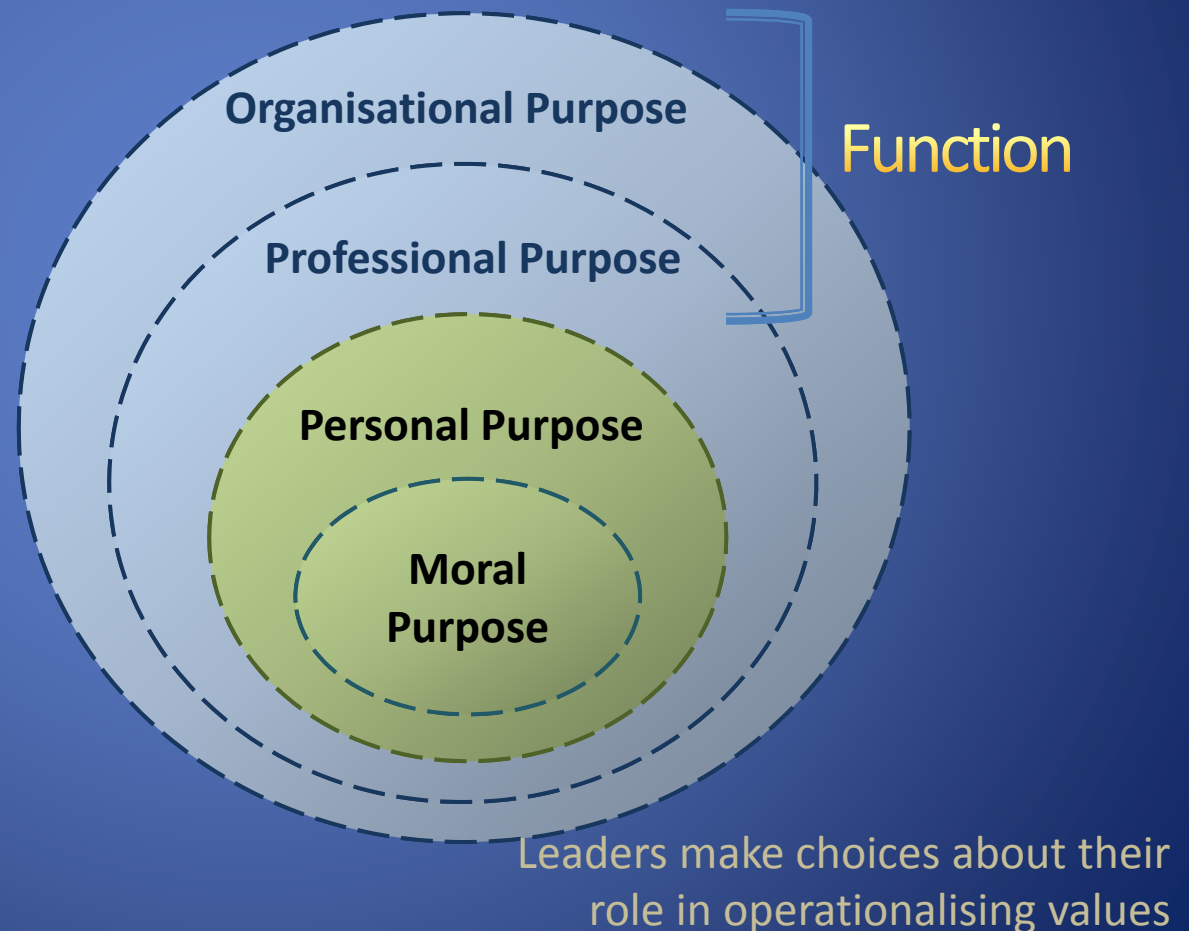 Organisational Purpose
Function
Professional Purpose
Personal Purpose
Moral
Purpose
Leaders make choices about their
role in operationalising values